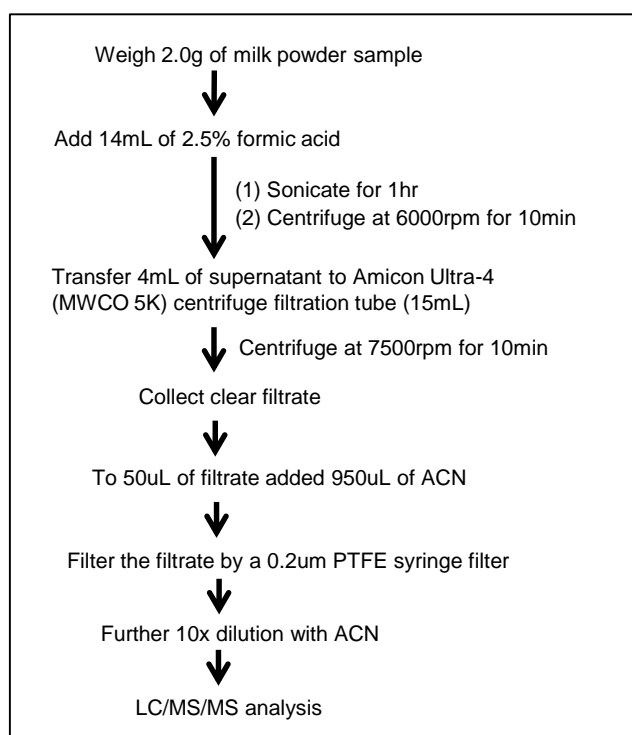 Weigh 2.0g of milk powder sample
Add 14mL of 2.5% formic acid
(1) Sonicate for 1hr
(2) Centrifuge at 6000rpm for 10min
Transfer 4mL of supernatant to Amicon Ultra-4
(MWCO 5K) centrifuge filtration tube (15mL)
Centrifuge at 7500rpm for 10min
Collect clear filtrate
To 50uL of filtrate added 950uL of ACN
Filter the filtrate by a 0.2um PTFE syringe filter
Further 10x dilution with ACN
LC/MS/MS analysis